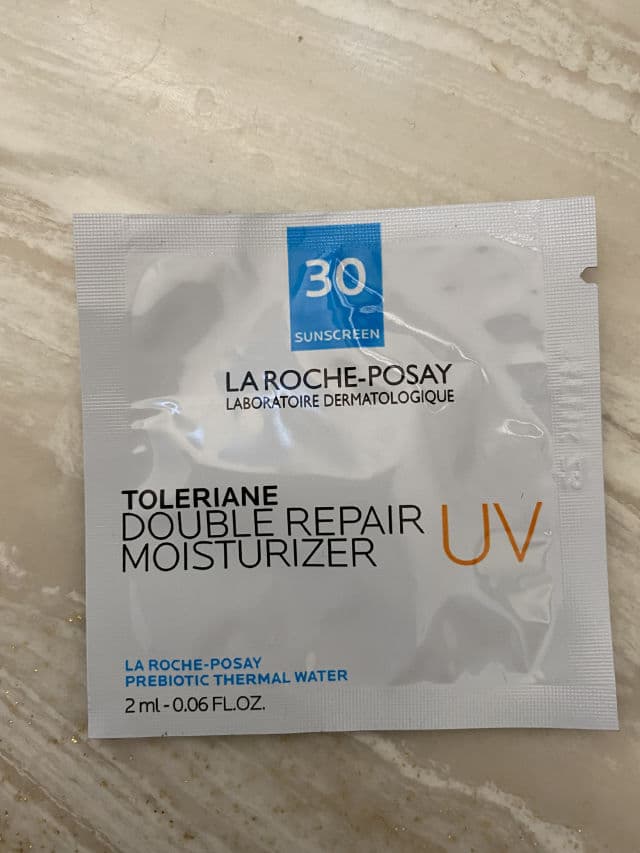 30
SUNSCREEN
LA ROCHE-POSAY
LABORATOIRE DERMATOLOGIQUE
TOLERIANE
DOUBLE REPAIR
MOISTURIZER
UV
LA ROCHE-POSAY
PREBIOTIC THERMAL WATER
2 ml - 0.06 FL.OZ.